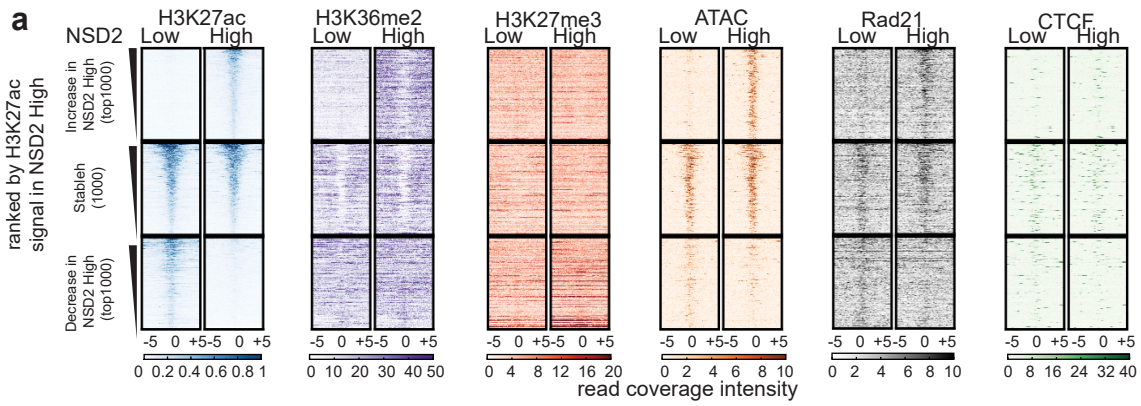 a
H3K27ac H3K36me2 H3K27me3 ATAC Rad21 CTCF
NSD2 Low High Low High Low High Low High Low High Low High
ranked by H3K27ac
signal in NSD2 High
Increase in
NSD2 High
(top1000)
Stableh
(1000)
Decrease in
NSD2 High
(top1000)
-5 0 +5-5 0 +5 -5 0 +5-5 0 +5 -5 0 +5-5 0 +5 -5 0 +5-5 0 +5 -5 0 +5-5 0 +5 -5 0 +5-5 0 +5
0 0.2 0.4 0.6 0.8 1 0 10 20 30 40 50 0 4 8 12 16 20 0 2 4 6 8 10 0 2 4 6 8 10 0 8 16 24 32 40
read coverage intensity